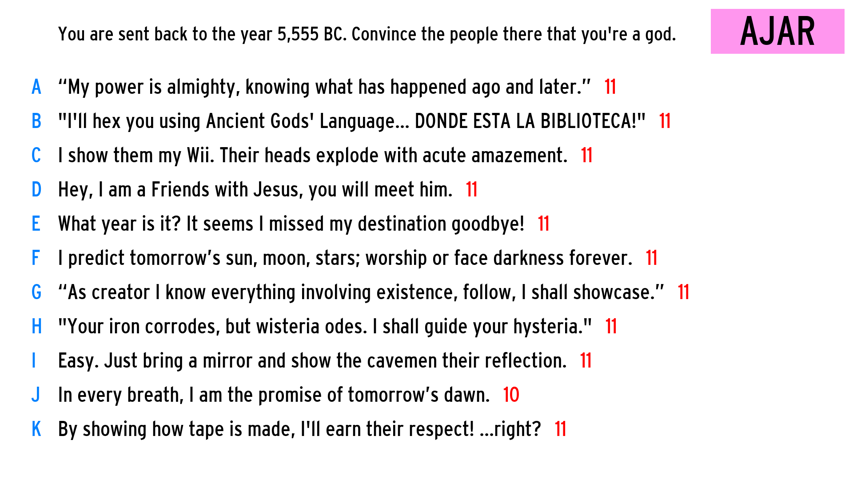 You are sent back to the year 5,555 BC. Convince the people there that you're a god.
AJAR
A “My power is almighty, knowing what has happened ago and later.” 11
B "I'll hex you using Ancient Gods' Language... DONDE ESTA LA BIBLIOTECA!" 11
C I show them my Wii. Their heads explode with acute amazement. 11
D Hey, I am a Friends with Jesus, you will meet him. 11
E What year is it? It seems I missed my destination goodbye! 11
F I predict tomorrow’s sun, moon, stars; worship or face darkness forever. 11
G “As creator I know everything involving existence, follow, I shall showcase.” 11
H "Your iron corrodes, but wisteria odes. I shall guide your hysteria." 11
I Easy. Just bring a mirror and show the cavemen their reflection. 11
J In every breath, I am the promise of tomorrow’s dawn. 10
K By showing how tape is made, I'll earn their respect! ...right? 11